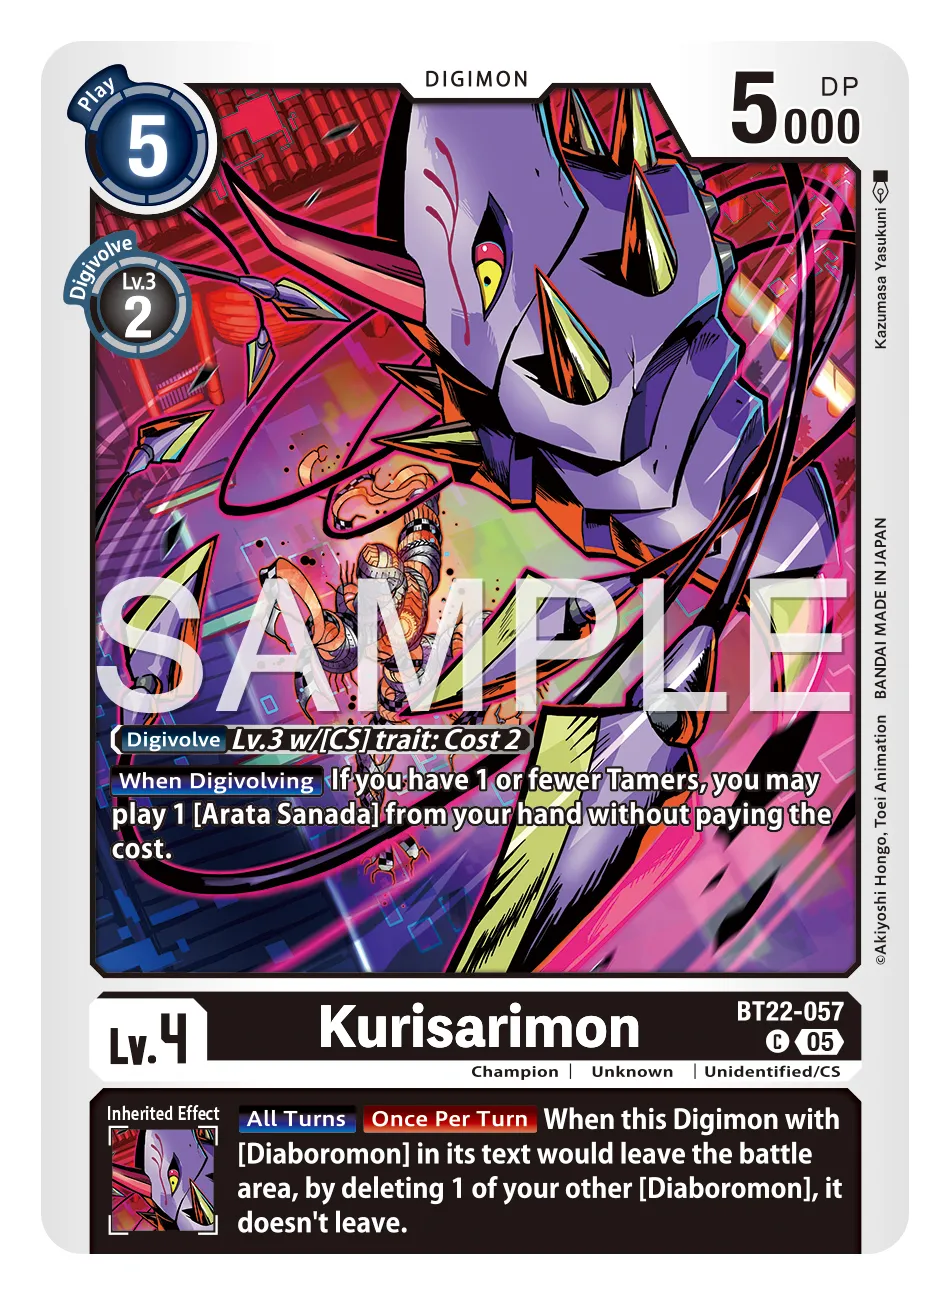 DIGIMON
Play
5
DP
5000
Digivolve
Lv.3
2
Kazumasa Yasukuni
SAMPLE
Digivolve Lv.3 w/[CS] trait: Cost 2
When Digivolving If you have 1 or fewer Tamers, you may
play 1 [Arata Sanada] from your hand without paying the
cost.
©Akiyoshi Hongo, Toei Animation BANDAI MADE IN JAPAN
Lv.4
Kurisarimon
BT22-057
C 05
Champion | Unknown | Unidentified/CS
Inherited Effect
All Turns Once Per Turn When this Digimon with
[Diaboromon] in its text would leave the battle
area, by deleting 1 of your other [Diaboromon], it
doesn't leave.